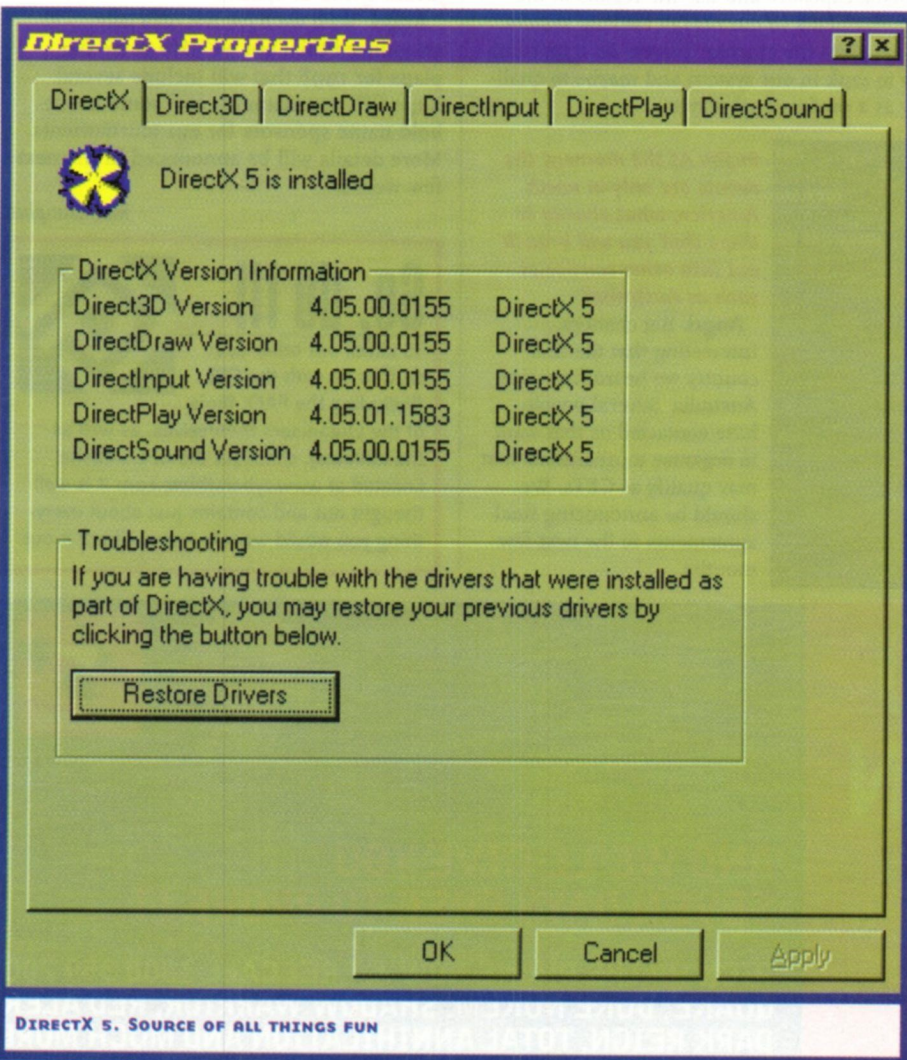 DirectX Properties
DirectX Direct3D DirectDraw DirectInput DirectPlay DirectSound
DirectX 5 is installed
DirectX Version Information
Direct3D Version 4.05.00.0155 DirectX 5
DirectDraw Version 4.05.00.0155 DirectX 5
DirectInput Version 4.05.00.0155 DirectX 5
DirectPlay Version 4.05.01.1583 DirectX 5
DirectSound Version 4.05.00.0155 DirectX 5
Troubleshooting
If you are having trouble with the drivers that were installed as
part of DirectX, you may restore your previous drivers by
clicking the button below.
Restore Drivers
OK Cancel Apply
DIRECTX 5. SOURCE OF ALL THINGS FUN